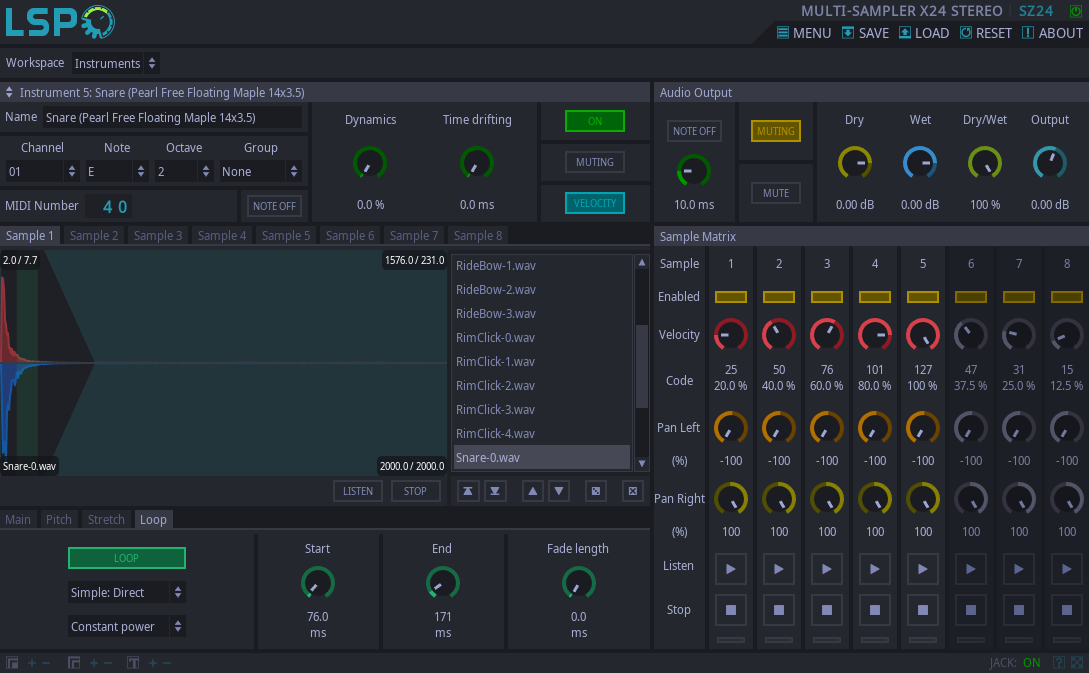 LSP
MULTI-SAMPLER X24 STEREO SZ24
MENU SAVE LOAD RESET ABOUT
Workspace Instruments
Instrument 5: Snare (Pearl Free Floating Maple 14x3.5)
Name Snare (Pearl Free Floating Maple 14x3.5)
Channel Note Octave Group
01 E 2 None
MIDI Number 40 NOTE OFF
Dynamics Time drifting
0.0 % 0.0 ms
ON
MUTING
VELOCITY
Audio Output
NOTE OFF
10.0 ms
MUTING
MUTE
Dry Wet Dry/Wet Output
0.00 dB 0.00 dB 100 % 0.00 dB
Sample 1 Sample 2 Sample 3 Sample 4 Sample 5 Sample 6 Sample 7 Sample 8
2.0 / 7.7 1576.0 / 231.0
Snare-0.wav 2000.0 / 2000.0
RideBow-1.wav
RideBow-2.wav
RideBow-3.wav
RimClick-0.wav
RimClick-1.wav
RimClick-2.wav
RimClick-3.wav
RimClick-4.wav
Snare-0.wav
LISTEN STOP
Main Pitch Stretch Loop
LOOP
Simple: Direct
Constant power
Start End Fade length
76.0 171 0.0
ms ms ms
Sample Matrix
Sample 1 2 3 4 5 6 7 8
Enabled
Velocity
Code 25 50 76 101 127 47 31 15
20.0 % 40.0 % 60.0 % 80.0 % 100 % 37.5 % 25.0 % 12.5 %
Pan Left
(%) -100 -100 -100 -100 -100 -100 -100 -100
Pan Right
(%) 100 100 100 100 100 100 100 100
Listen
Stop
JACK: ON